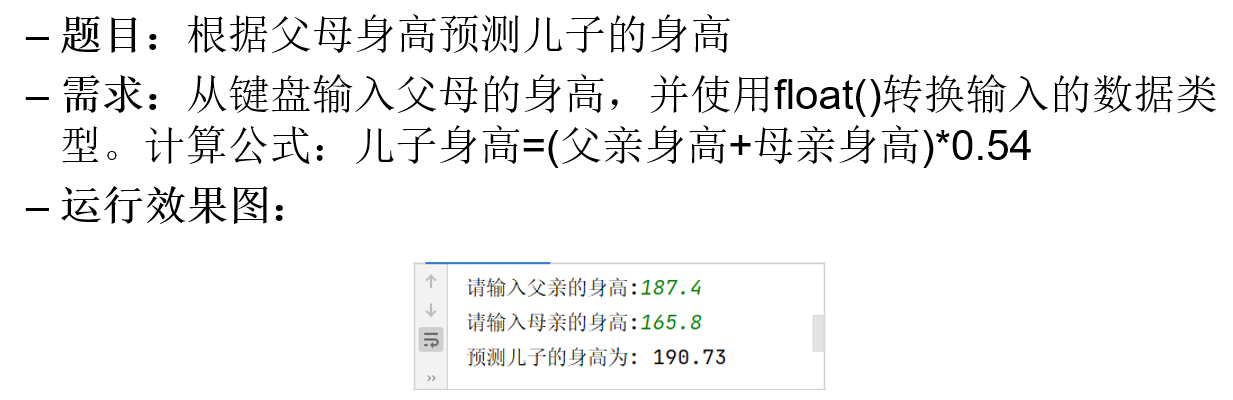 – 题目：根据父母身高预测儿子的身高
– 需求：从键盘输入父母的身高，并使用float()转换输入的数据类
型。计算公式：儿子身高=(父亲身高+母亲身高)*0.54
– 运行效果图：
请输入父亲的身高:187.4
请输入母亲的身高:165.8
预测儿子的身高为: 190.73